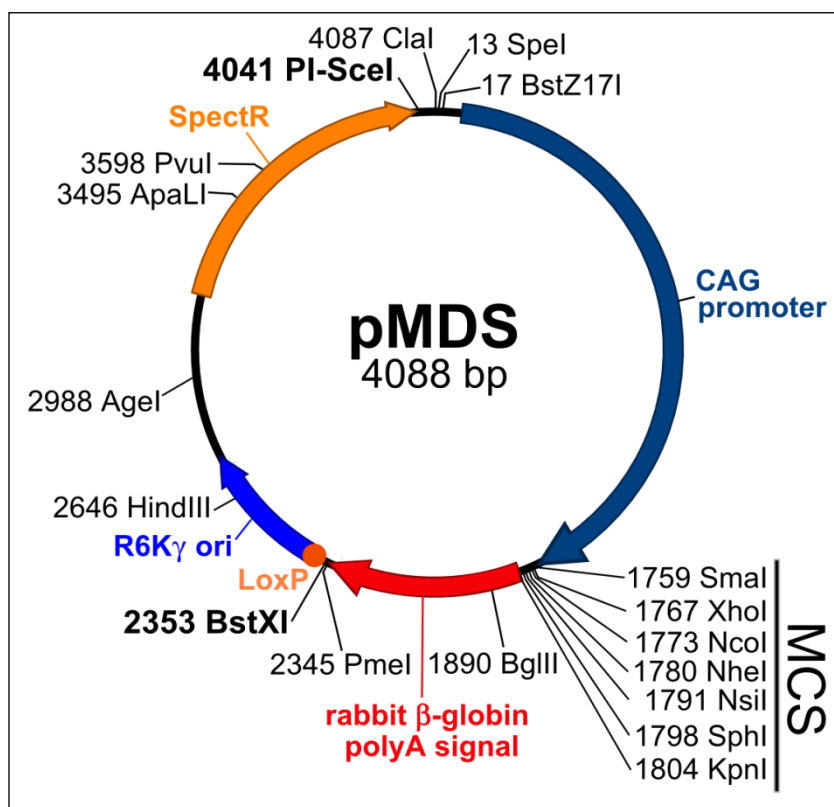 4087 ClaI
13 SpeI
4041 PI-SceI
17 BstZ17I
SpectR
3598 PvuI
3495 ApaLI
CAG
promoter
pMDS
4088 bp
2988 AgeI
2646 HindIII
R6Kγ ori
LoxP
2353 BstXI
2345 PmeI
1890 BglII
rabbit β-globin
polyA signal
1759 SmaI
1767 XhoI
1773 NcoI
1780 NheI
1791 NsiI
1798 SphI
1804 KpnI
MCS